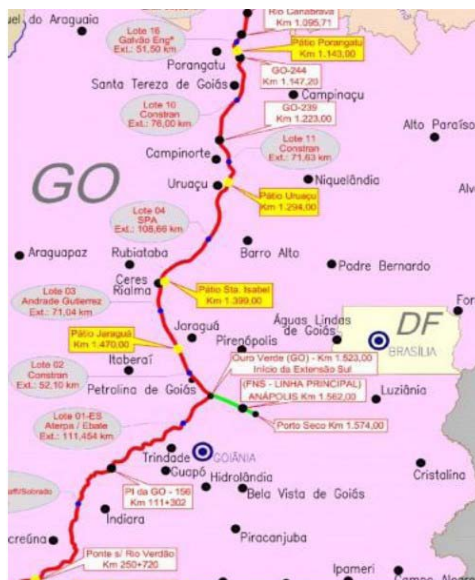 Rio Canabrava
Km 1.095,71
uel do Araguaia
Lote 16
Galvão Engª
Ext.: 51,50 km
Pátio Porangatu
Km 1.143,00
Porangatu
GO-244
Km 1.147,20
Santa Tereza de Goiás
Campinaçu
Lote 10
Constran
Ext.: 76,00 km
GO-239
Km 1.223,00
Alto Paraíso
Lote 11
Constran
Ext.: 71,63 km
Campinorte
GO
Uruaçu
Niquelândia
Pátio Uruaçu
Km 1.294,00
Alv
Lote 04
SPA
Ext.: 108,66 km
Araguapaz
Rubiataba
Barro Alto
Padre Bernardo
Ceres
Rialma
Pátio Sta. Isabel
Km 1.399,00
Lote 03
Andrade Gutierrez
Ext.: 71,04 km
For
Pátio Jaraguá
Km 1.470,00
Jaraguá
Águas Lindas
de Goiás
DF
BRASÍLIA
Pirenópolis
Itaberaí
Ouro Verde (GO) - Km 1.523,00
Início da Extensão Sul
Lote 02
Constran
Ext.: 52,10 km
Petrolina de Goiás
(FNS - LINHA PRINCIPAL)
ANÁPOLIS Km 1.562,00
Luziânia
Lote 01-ES
Aterpa / Ebate
Ext.: 111,454 km
Porto Seco Km 1.574,00
Trindade
GOIÂNIA
Guapó
Cristalina
Hidrolândia
Bela Vista de Goiás
PI da GO - 156
Km 111+302
affi/Sobrado
Indiara
Piracanjuba
creúna
Ponte s/ Rio Verdão
Km 250+720
Ipameri